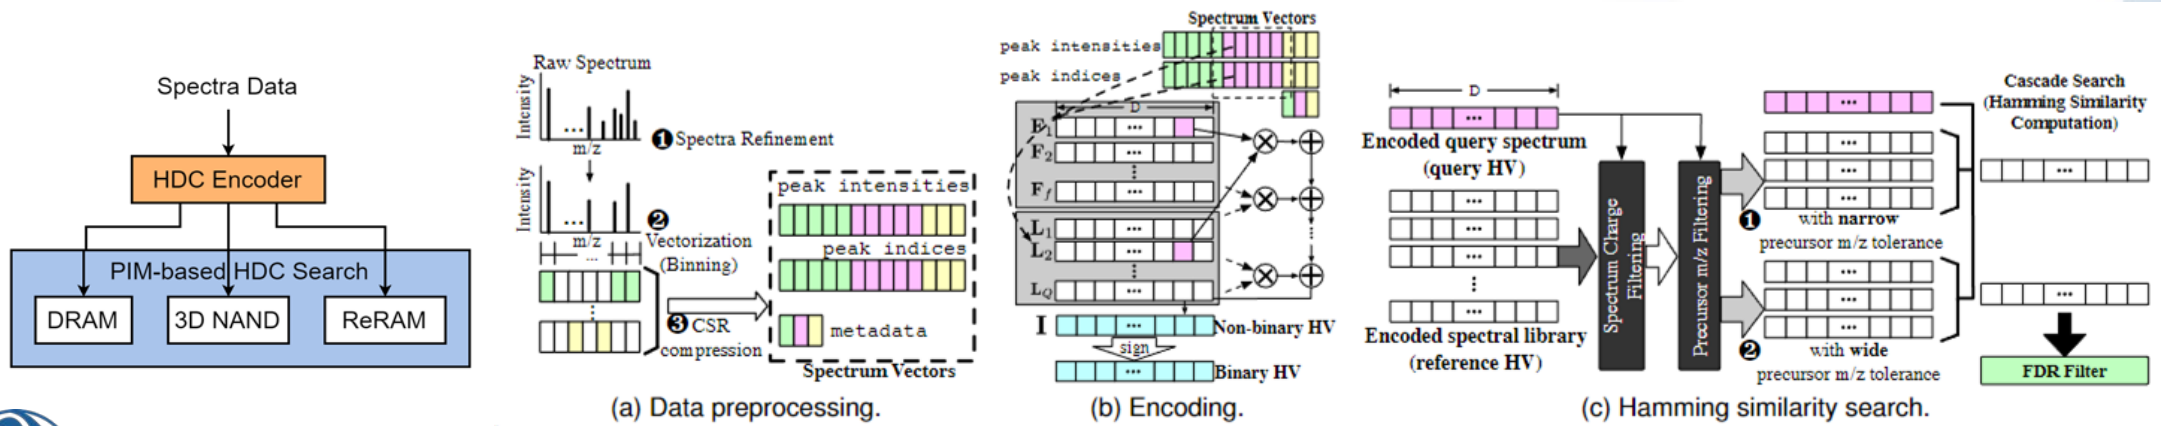 Spectra Data
HDC Encoder
PIM-based HDC Search
DRAM
3D NAND
ReRAM
Raw Spectrum
Intensity
...
m/z
❶ Spectra Refinement
Intensity
...
m/z
❷
Vectorization
(Binning)
...
❸ CSR
compression
peak intensities
peak indices
metadata
Spectrum Vectors
(a) Data preprocessing.
Spectrum Vectors
peak intensities
peak indices
D
F1
...
F2
...
Ff
...
L1
...
L2
...
LQ
...
I
...
Non-binary HV
sign
...
Binary HV
(b) Encoding.
D
...
Encoded query spectrum
(query HV)
...
...
...
...
Encoded spectral library
(reference HV)
Spectrum Charge
Filtering
Precursor m/z Filtering
...
...
...
...
❶
with narrow
precursor m/z tolerance
...
...
...
❷
with wide
precursor m/z tolerance
Cascade Search
(Hamming Similarity
Computation)
...
...
FDR Filter
(c) Hamming similarity search.